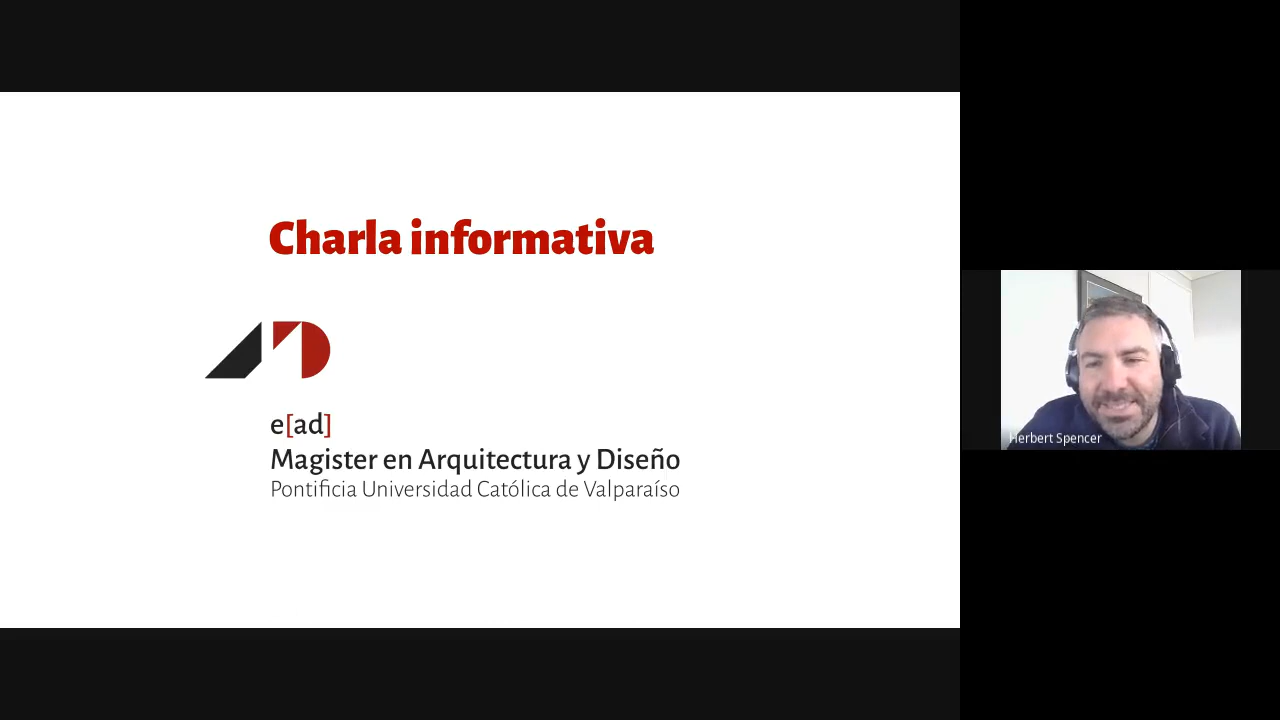 Charla informativa
e[ad]
Magister en Arquitectura y Diseño
Pontificia Universidad Católica de Valparaíso
Herbert Spencer